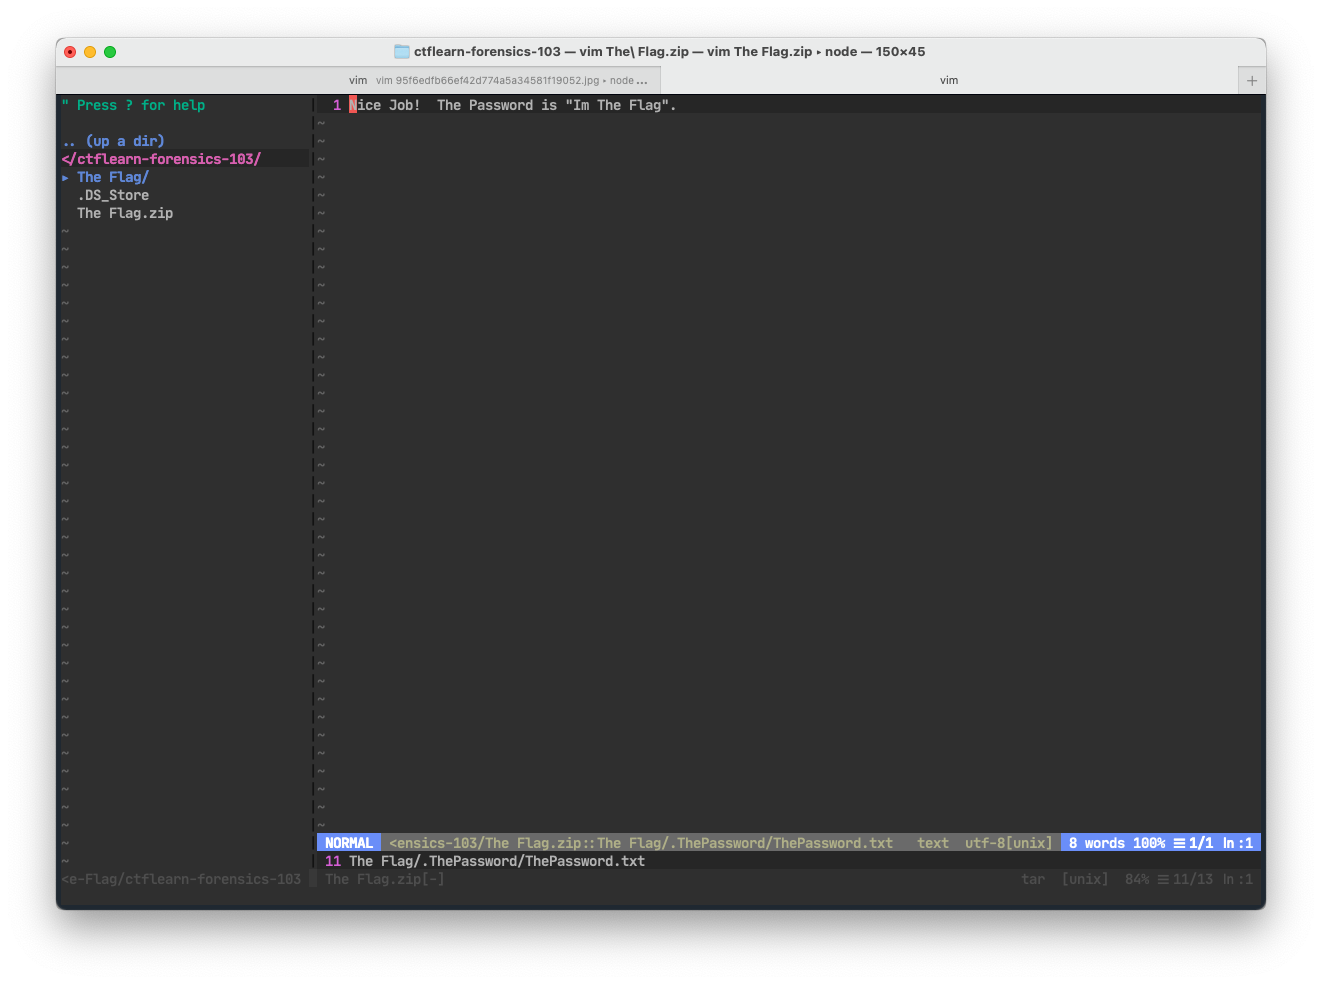 ctflearn-forensics-103 — vim The\ Flag.zip — vim The Flag.zip ▸ node — 150×45
vim vim 95f6edfb66ef42d774a5a34581f19052.jpg ▸ node ...
vim
+
" Press ? for help
.. (up a dir)
</ctflearn-forensics-103/
▸ The Flag/
.DS_Store
The Flag.zip
1 Nice Job!  The Password is "Im The Flag".
NORMAL <ensics-103/The Flag.zip::The Flag/.ThePassword/ThePassword.txt text utf-8[unix] 8 words 100% ☰ 1/1 ln:1
11 The Flag/.ThePassword/ThePassword.txt
<e-Flag/ctflearn-forensics-103 The Flag.zip[-] tar [unix] 84% ☰ 11/13 ln:1